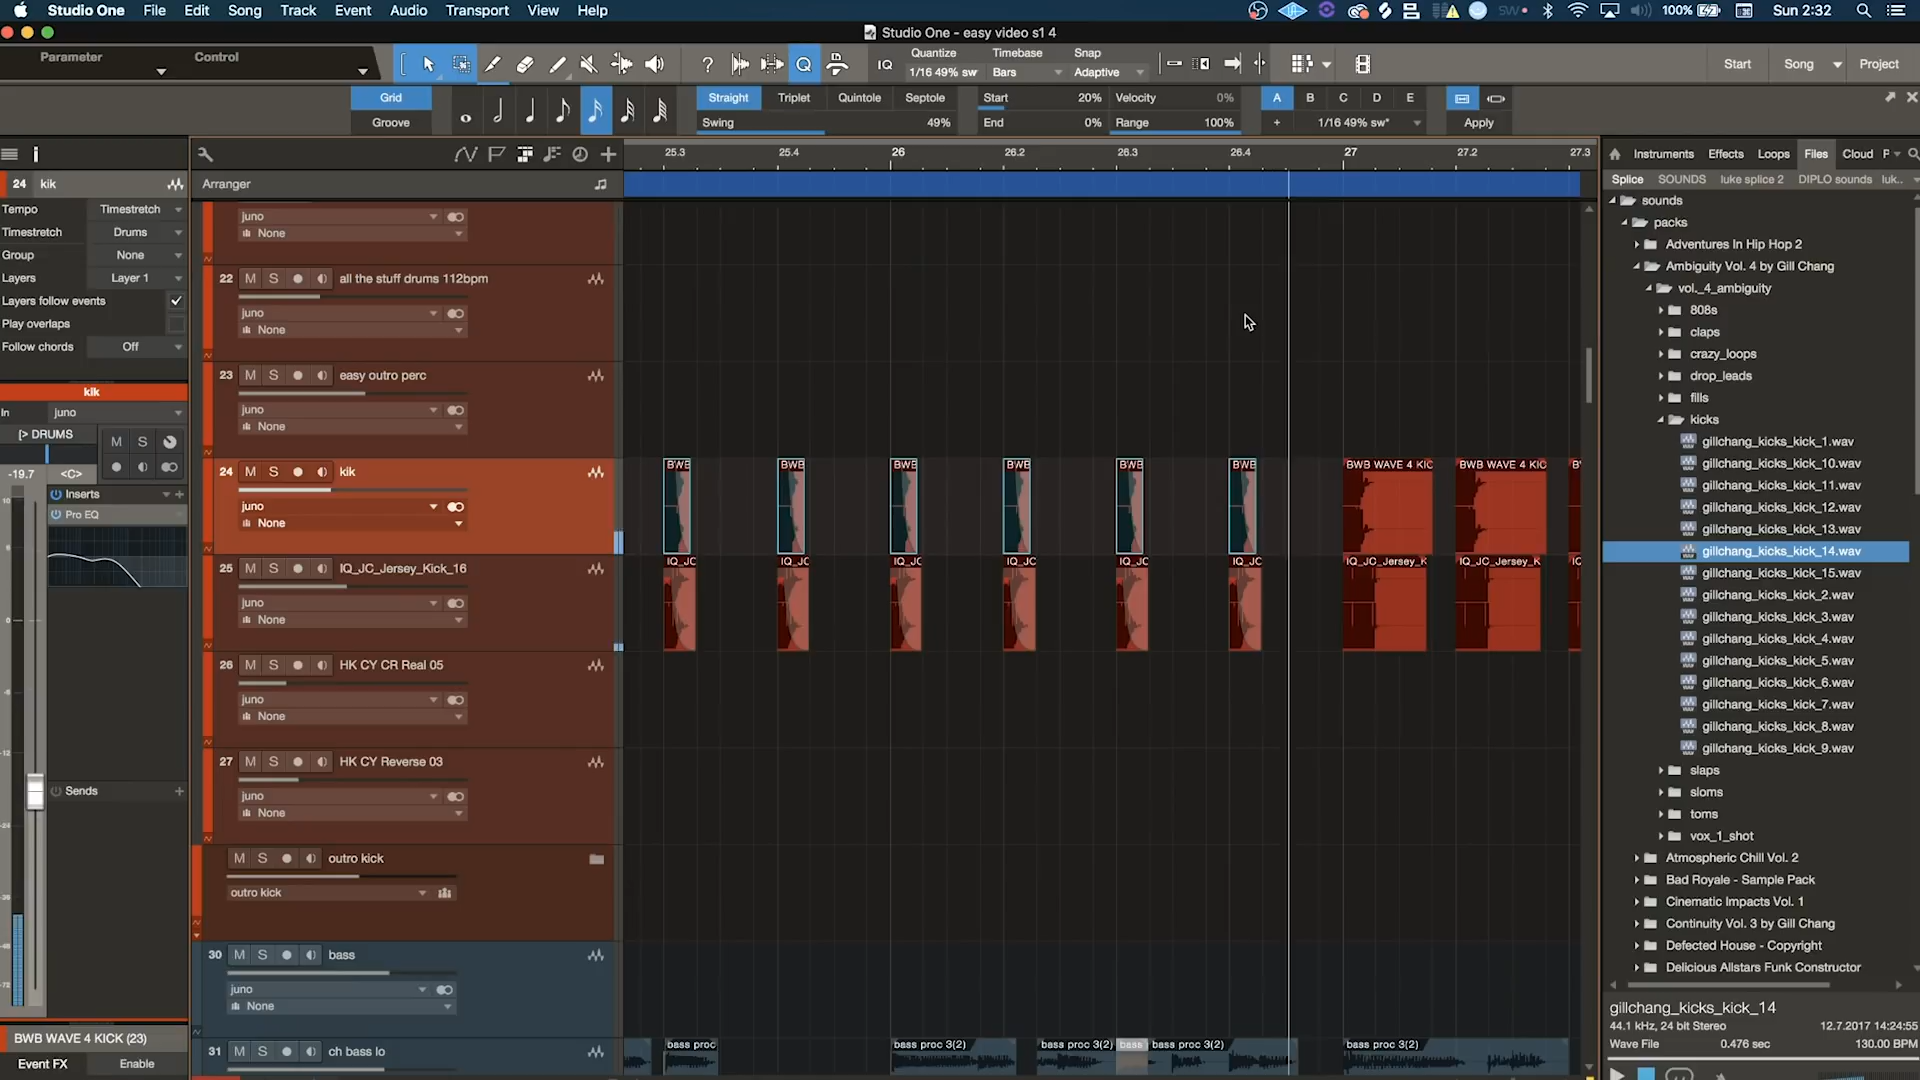 Studio One File Edit Song Track Event Audio Transport View Help
100% Sun 2:32
Studio One - easy video s1 4
Parameter Control
? Q IQ Quantize 1/16 49% sw Timebase Bars Snap Adaptive
Start Song Project
Grid Straight Triplet Quintole Septole Start 20% Velocity 0% A B C D E
Groove Swing 49% End 0% Range 100% + 1/16 49% sw* Apply
25.3 25.4 26 26.2 26.3 26.4 27 27.2 27.3
Instruments Effects Loops Files Cloud P
Splice SOUNDS luke splice 2 DIPLO sounds luk..
24 kik
Tempo Timestretch
Timestretch Drums
Group None
Layers Layer 1
Layers follow events
Play overlaps
Follow chords Off
kik
In juno
[> DRUMS M S
-19.7 <C>
Inserts
Pro EQ
Sends
BWB WAVE 4 KICK (23)
Event FX Enable
Arranger
juno
None
22 M S all the stuff drums 112bpm
juno
None
23 M S easy outro perc
juno
None
24 M S kik
juno
None
25 M S IQ_JC_Jersey_Kick_16
juno
None
26 M S HK CY CR Real 05
juno
None
27 M S HK CY Reverse 03
juno
None
M S outro kick
outro kick
30 M S bass
juno
None
31 M S ch bass lo
BWB BWB BWB BWB BWB BWB BWB WAVE 4 KIC BWB WAVE 4 KIC
IQ_JC IQ_JC IQ_JC IQ_JC IQ_JC IQ_JC IQ_JC_Jersey_K IQ_JC_Jersey_K
bass proc bass proc 3(2) bass proc 3(2) bass bass proc 3(2) bass proc 3(2)
sounds
packs
Adventures In Hip Hop 2
Ambiguity Vol. 4 by Gill Chang
vol._4_ambiguity
808s
claps
crazy_loops
drop_leads
fills
kicks
gillchang_kicks_kick_1.wav
gillchang_kicks_kick_10.wav
gillchang_kicks_kick_11.wav
gillchang_kicks_kick_12.wav
gillchang_kicks_kick_13.wav
gillchang_kicks_kick_14.wav
gillchang_kicks_kick_15.wav
gillchang_kicks_kick_2.wav
gillchang_kicks_kick_3.wav
gillchang_kicks_kick_4.wav
gillchang_kicks_kick_5.wav
gillchang_kicks_kick_6.wav
gillchang_kicks_kick_7.wav
gillchang_kicks_kick_8.wav
gillchang_kicks_kick_9.wav
slaps
sloms
toms
vox_1_shot
Atmospheric Chill Vol. 2
Bad Royale - Sample Pack
Cinematic Impacts Vol. 1
Continuity Vol. 3 by Gill Chang
Defected House - Copyright
Delicious Allstars Funk Constructor
gillchang_kicks_kick_14
44.1 kHz, 24 bit Stereo 12.7.2017 14:24:55
Wave File 0.476 sec 130.00 BPM